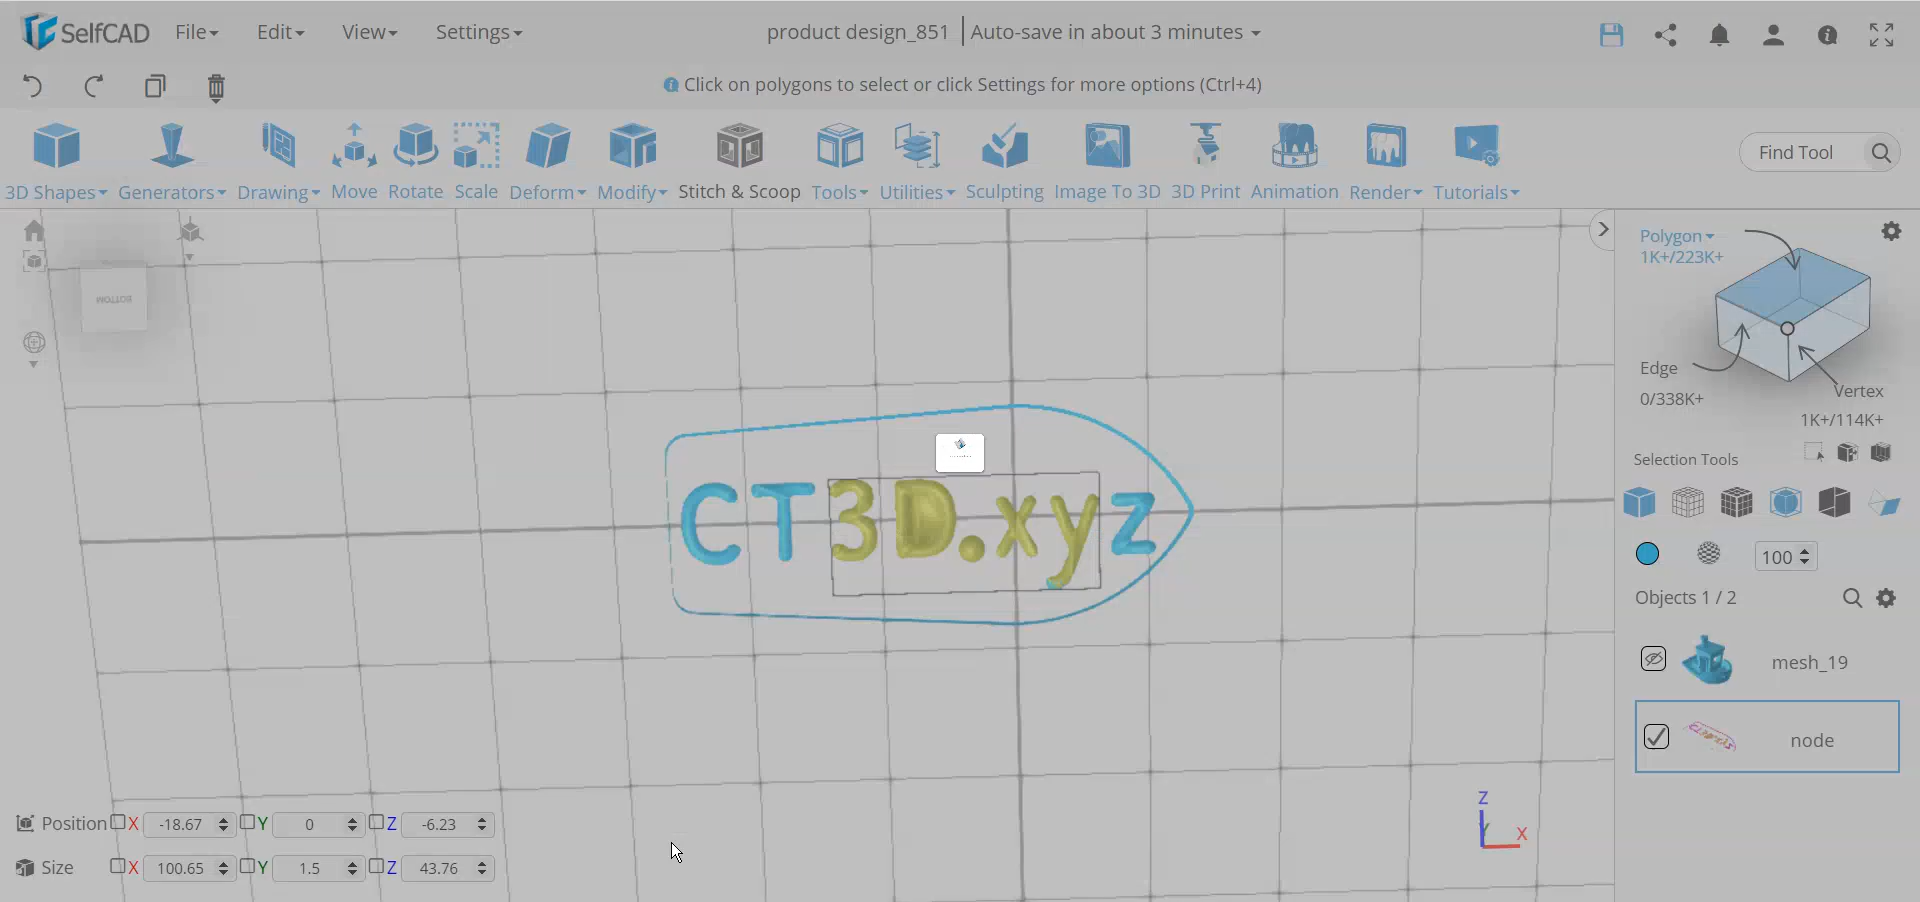 SelfCAD File Edit View Settings product design_851 Auto-save in about 3 minutes
Click on polygons to select or click Settings for more options (Ctrl+4)
3D Shapes Generators Drawing Move Rotate Scale Deform Modify Stitch & Scoop Tools Utilities Sculpting Image To 3D 3D Print Animation Render Tutorials Find Tool
BOTTOM
Polygon
1K+/223K+
Edge
0/338K+
Vertex
1K+/114K+
Selection Tools
100
Objects 1 / 2
mesh_19
node
CT3D.xyz
Position X -18.67 Y 0 Z -6.23
Size X 100.65 Y 1.5 Z 43.76
Z
Y
X